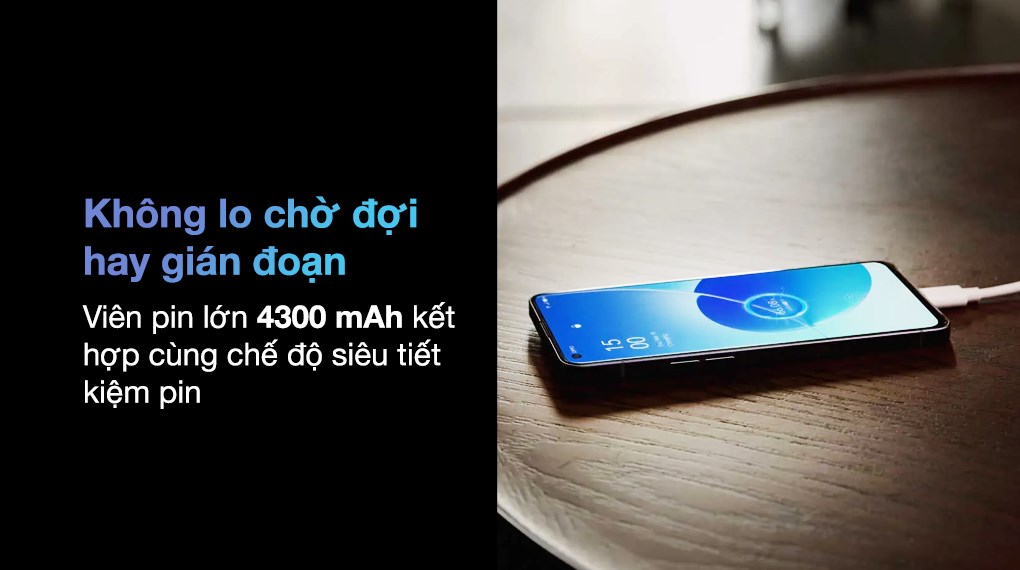 Không lo chờ đợi
hay gián đoạn
Viên pin lớn 4300 mAh kết
hợp cùng chế độ siêu tiết
kiệm pin
15
00